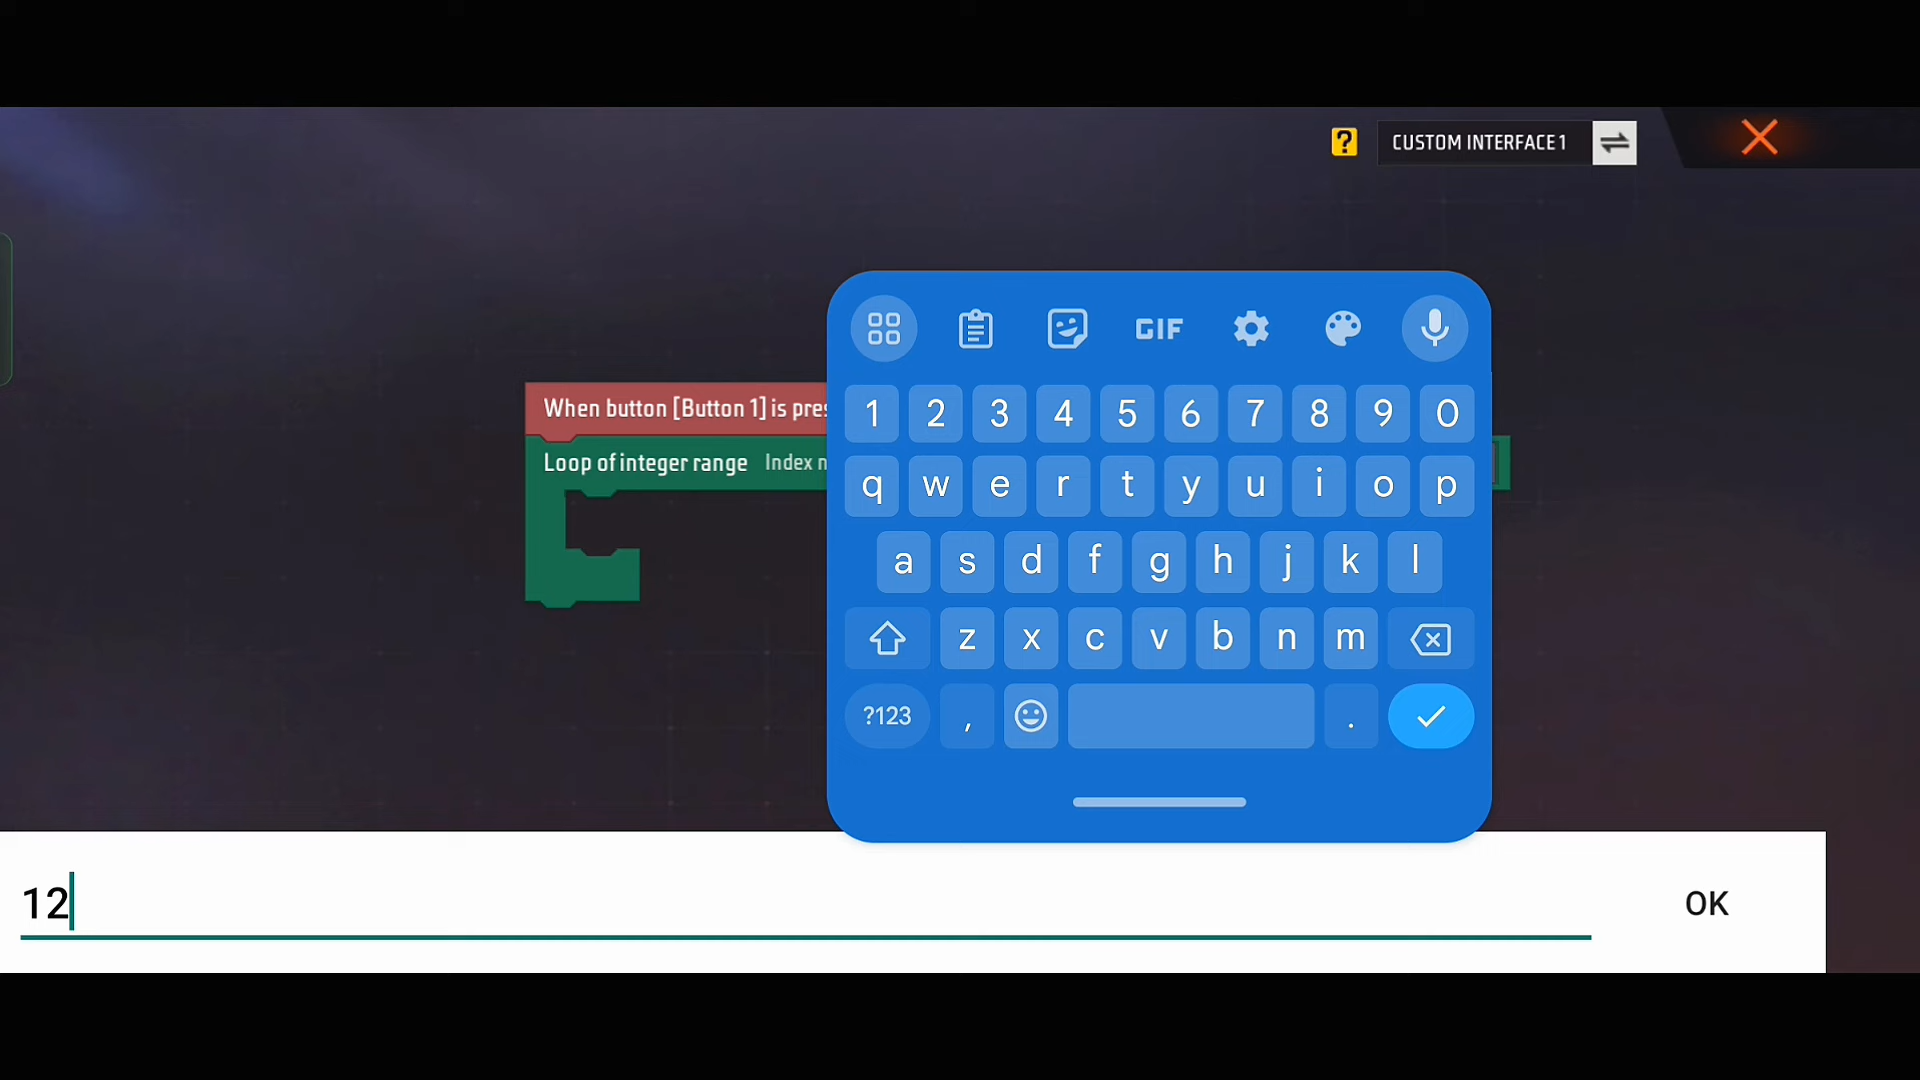 ?
CUSTOM INTERFACE 1
When button [Button 1] is
Loop of integer range Index
GIF
1 2 3 4 5 6 7 8 9 0
q w e r t y u i o p
a s d f g h j k l
z x c v b n m
?123 , .
12
OK